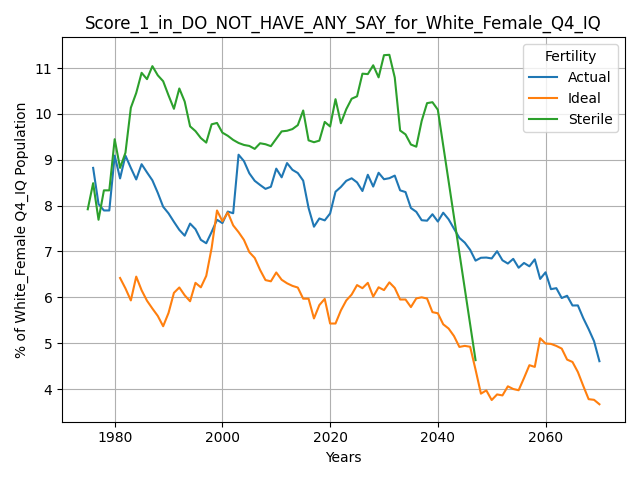 Score_1_in_DO_NOT_HAVE_ANY_SAY_for_White_Female_Q4_IQ
% of White_Female Q4_IQ Population
11
10
9
8
7
6
5
4
Fertility
Actual
Ideal
Sterile
1980 2000 2020 2040 2060
Years